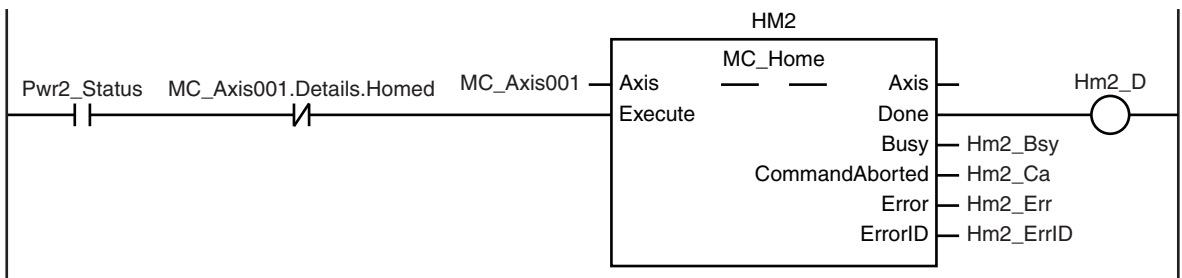 HM2
MC_Home
Pwr2_Status MC_Axis001.Details.Homed MC_Axis001 Axis Axis Hm2_D
Execute Done
Busy Hm2_Bsy
CommandAborted Hm2_Ca
Error Hm2_Err
ErrorID Hm2_ErrID